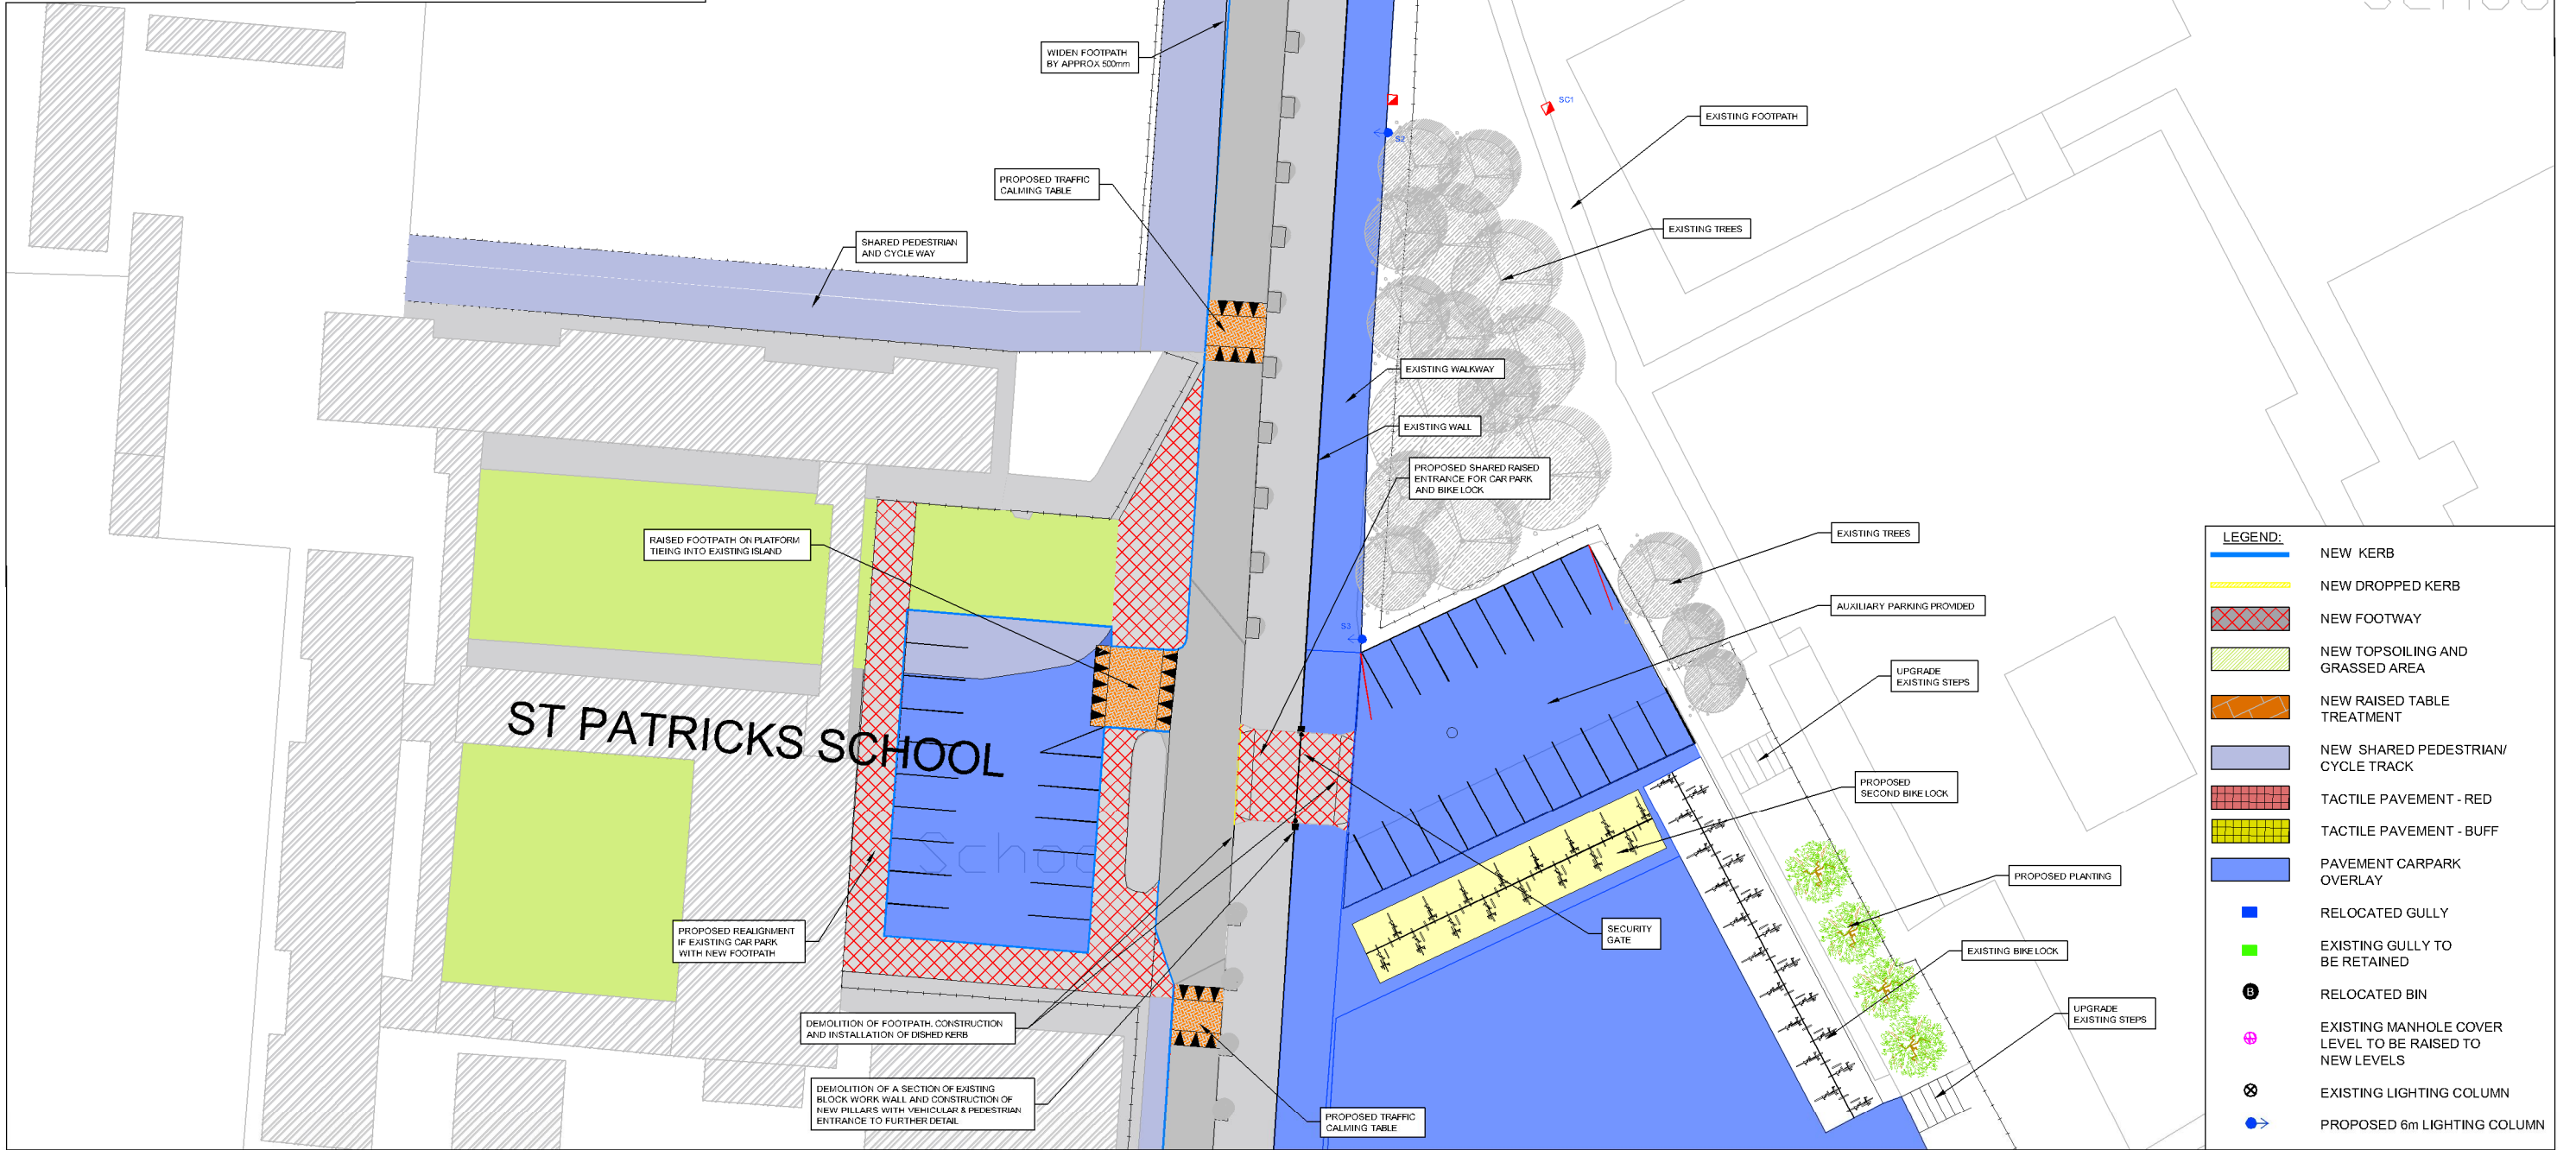 WIDEN FOOTPATH
BY APPROX 500mm
SC1
EXISTING FOOTPATH
S2
PROPOSED TRAFFIC
CALMING TABLE
EXISTING TREES
SHARED PEDESTRIAN
AND CYCLE WAY
EXISTING WALKWAY
EXISTING WALL
PROPOSED SHARED RAISED
ENTRANCE FOR CAR PARK
AND BIKE LOCK
RAISED FOOTPATH ON PLATFORM
TIEING INTO EXISTING ISLAND
EXISTING TREES
AUXILIARY PARKING PROVIDED
S3
UPGRADE
EXISTING STEPS
ST PATRICKS SCHOOL
PROPOSED
SECOND BIKE LOCK
Schoo
PROPOSED PLANTING
PROPOSED REALIGNMENT
IF EXISTING CAR PARK
WITH NEW FOOTPATH
SECURITY
GATE
EXISTING BIKE LOCK
UPGRADE
EXISTING STEPS
DEMOLITION OF FOOTPATH, CONSTRUCTION
AND INSTALLATION OF DISHED KERB
DEMOLITION OF A SECTION OF EXISTING
BLOCK WORK WALL AND CONSTRUCTION OF
NEW PILLARS WITH VEHICULAR & PEDESTRIAN
ENTRANCE TO FURTHER DETAIL
PROPOSED TRAFFIC
CALMING TABLE
LEGEND:
NEW KERB
NEW DROPPED KERB
NEW FOOTWAY
NEW TOPSOILING AND
GRASSED AREA
NEW RAISED TABLE
TREATMENT
NEW SHARED PEDESTRIAN/
CYCLE TRACK
TACTILE PAVEMENT - RED
TACTILE PAVEMENT - BUFF
PAVEMENT CARPARK
OVERLAY
RELOCATED GULLY
EXISTING GULLY TO
BE RETAINED
B
RELOCATED BIN
EXISTING MANHOLE COVER
LEVEL TO BE RAISED TO
NEW LEVELS
EXISTING LIGHTING COLUMN
PROPOSED 6m LIGHTING COLUMN